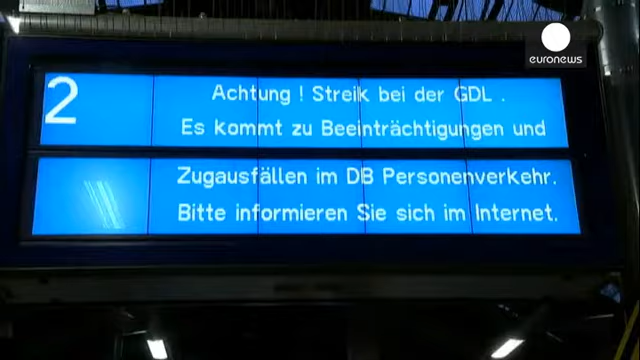 euronews
2
Achtung ! Streik bei der GDL .
Es kommt zu Beeinträchtigungen und
Zugausfällen im DB Personenverkehr.
Bitte informieren Sie sich im Internet.